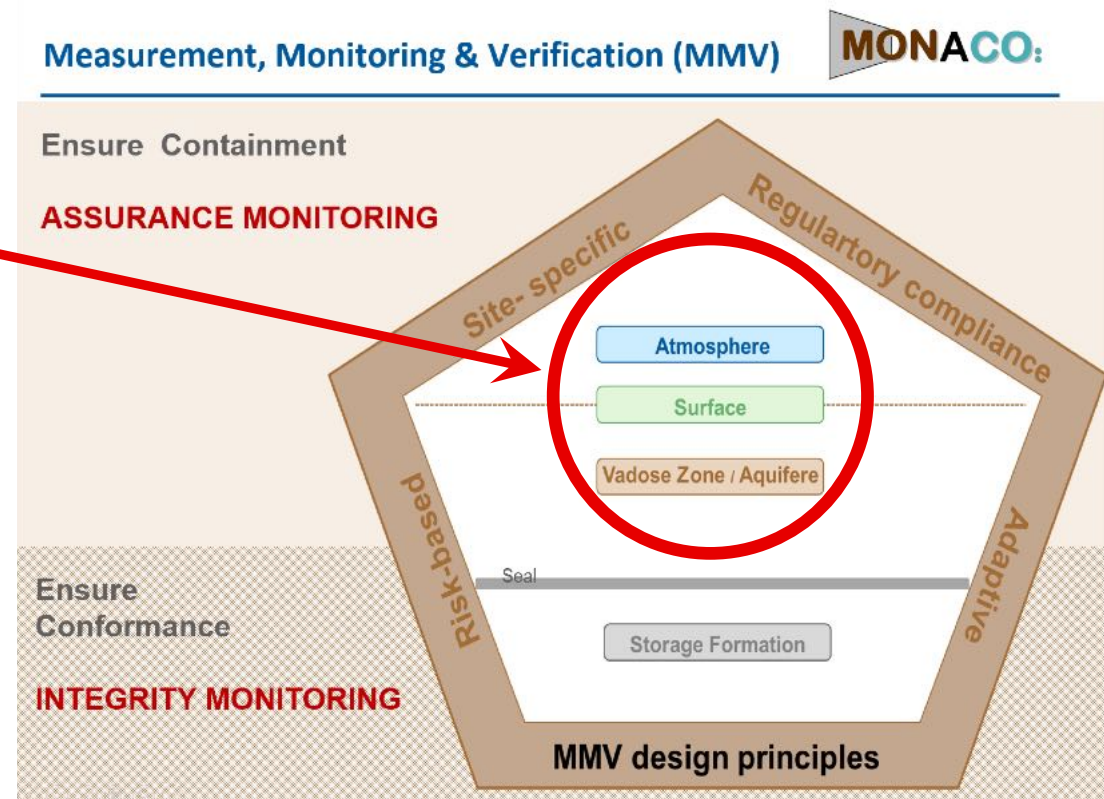 Measurement, Monitoring & Verification (MMV)
MONACO₂
Ensure Containment
ASSURANCE MONITORING
Site- specific
Regulartory compliance
Atmosphere
Surface
Vadose Zone / Aquifere
Risk-based
Adaptive
Seal
Ensure
Conformance
Storage Formation
INTEGRITY MONITORING
MMV design principles